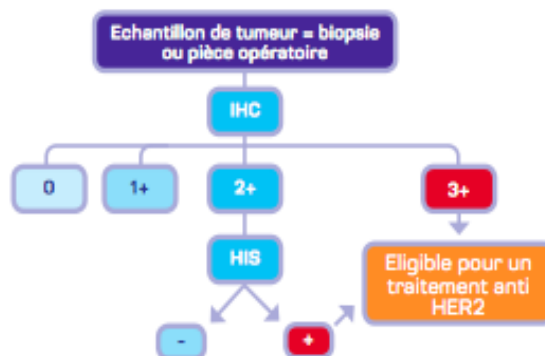 Echantillon de tumeur = biopsie
ou pièce opératoire
IHC
0
1+
2+
3+
HIS
Eligible pour un
traitement anti
HER2
-
+